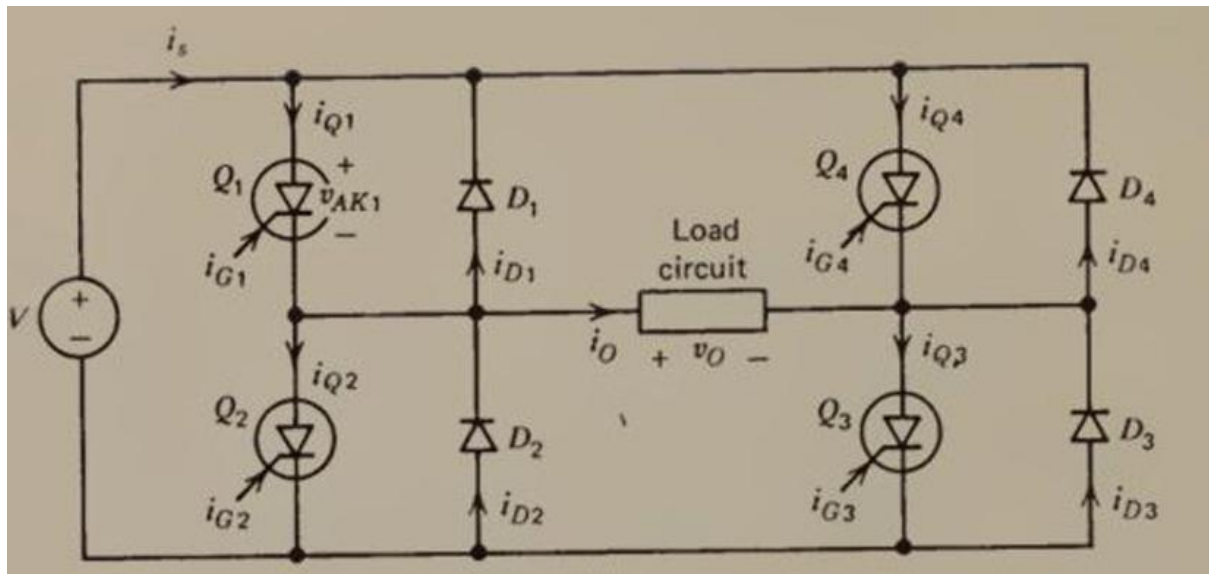 i_s
i_Q1
i_Q4
Q_1
+
v_AK1
−
D_1
Q_4
D_4
i_G1
i_D1
Load
circuit
i_G4
i_D4
V
+
−
i_O
+ v_O −
i_Q2
i_Q3
Q_2
D_2
Q_3
D_3
i_G2
i_D2
i_G3
i_D3